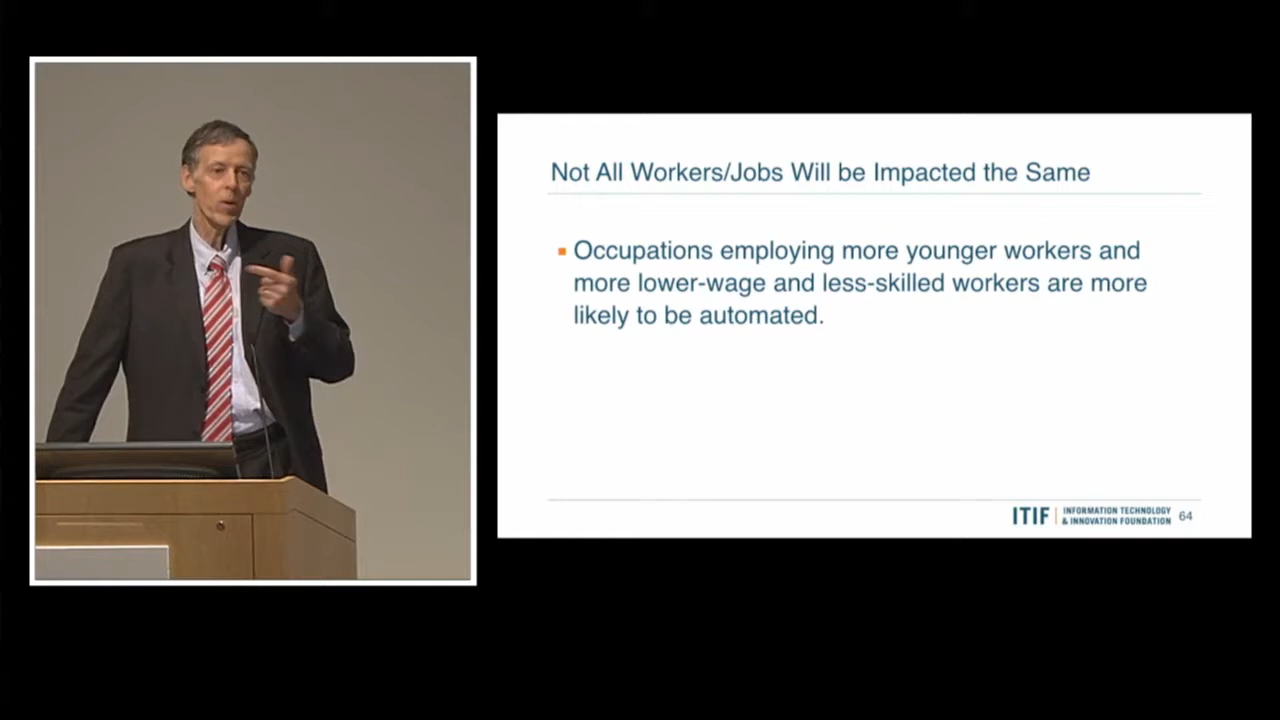 Not All Workers/Jobs Will be Impacted the Same
Occupations employing more younger workers and
more lower-wage and less-skilled workers are more
likely to be automated.
ITIF
INFORMATION TECHNOLOGY
& INNOVATION FOUNDATION
64